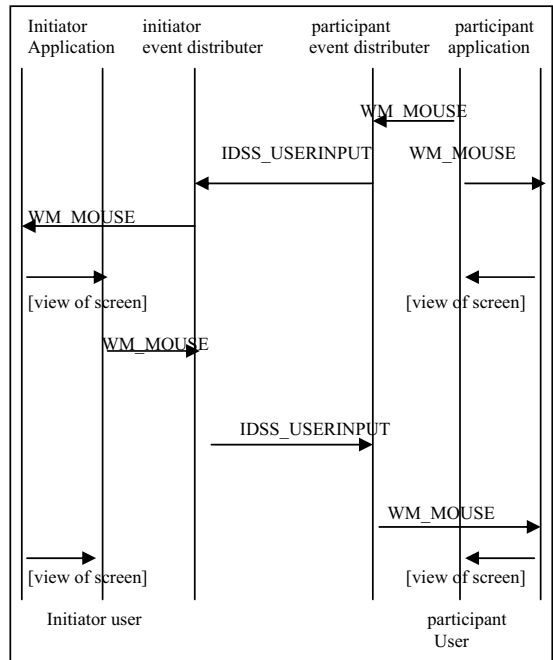 Initiator initiator participant participant
Application event distributer event distributer application
WM_MOUSE
IDSS_USERINPUT WM_MOUSE
WM_MOUSE
[view of screen] [view of screen]
WM_MOUSE
IDSS_USERINPUT
WM_MOUSE
[view of screen] [view of screen]
Initiator user participant
User